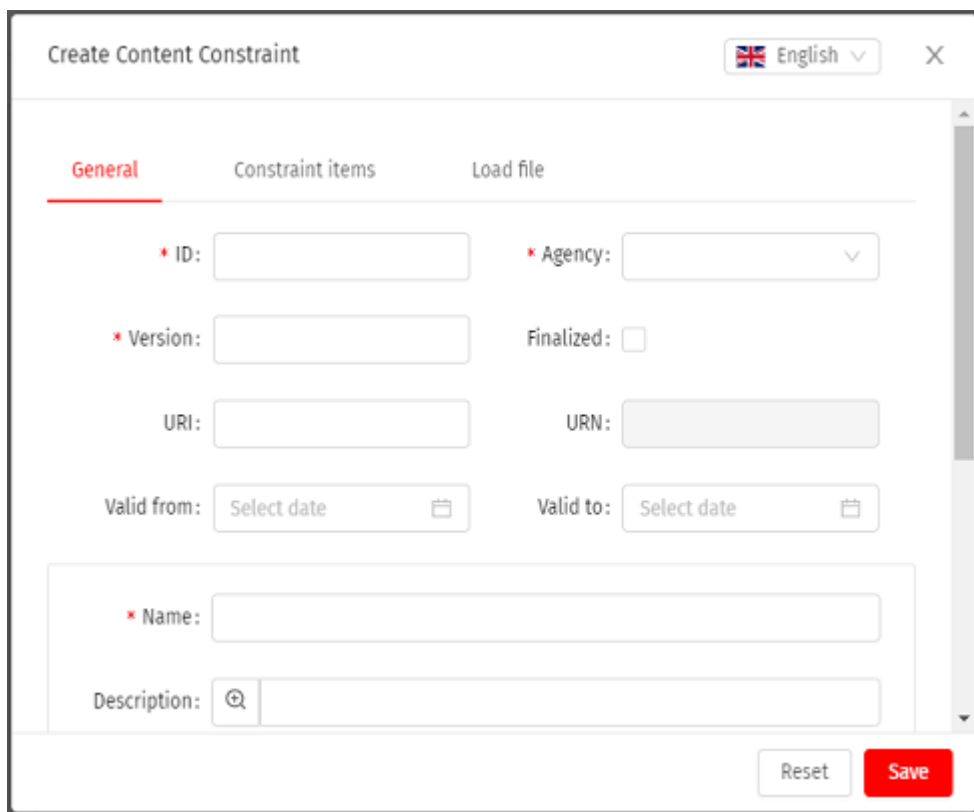 Create Content Constraint English
General Constraint items Load file
* ID: * Agency:
* Version: Finalized:
URI: URN:
Valid from: Select date Valid to: Select date
* Name:
Description:
Reset Save